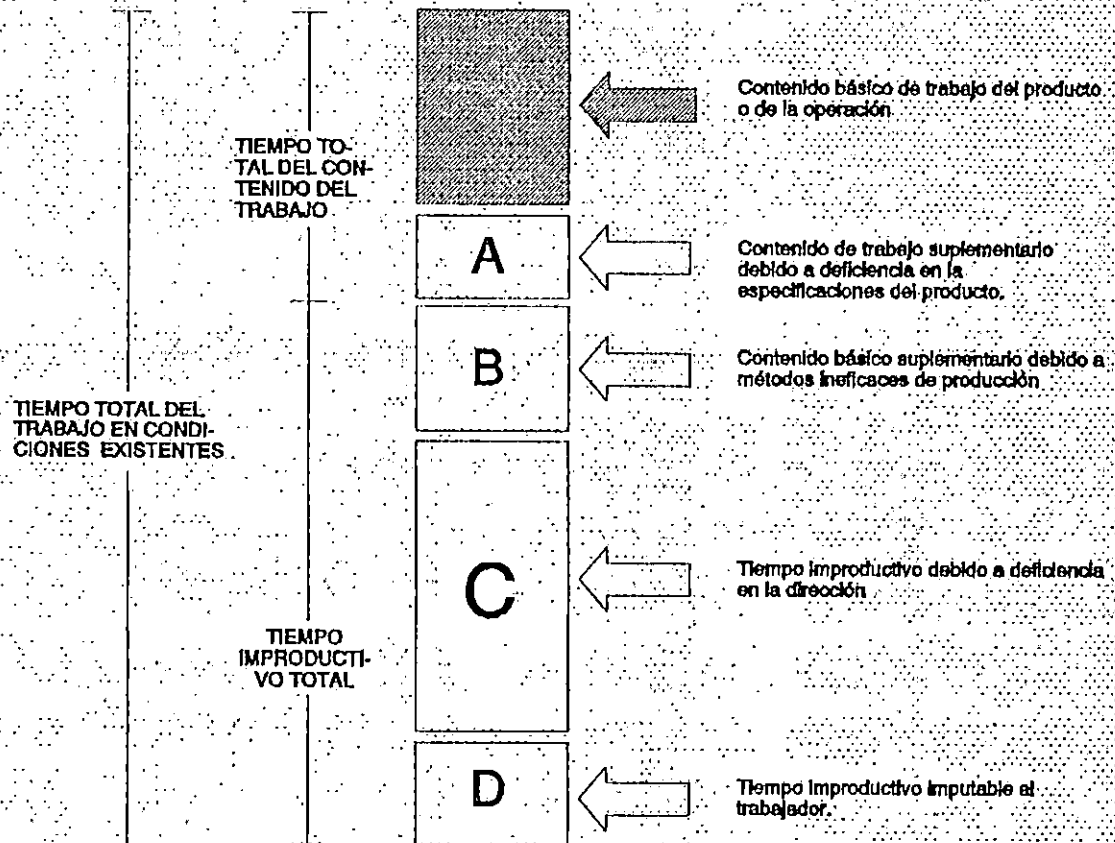 Contenido básico de trabajo del producto
o de la operación
TIEMPO TO-
TAL DEL CON-
TENIDO DEL
TRABAJO
A
Contenido de trabajo suplementario
debido a deficiencia en la
especificaciones del producto.
B
Contenido básico suplementario debido a
métodos ineficaces de producción
TIEMPO TOTAL DEL
TRABAJO EN CONDI-
CIONES EXISTENTES
C
Tiempo improductivo debido a deficiencia
en la dirección
TIEMPO
IMPRODUCTI-
VO TOTAL
D
Tiempo improductivo imputable al
trabajador.